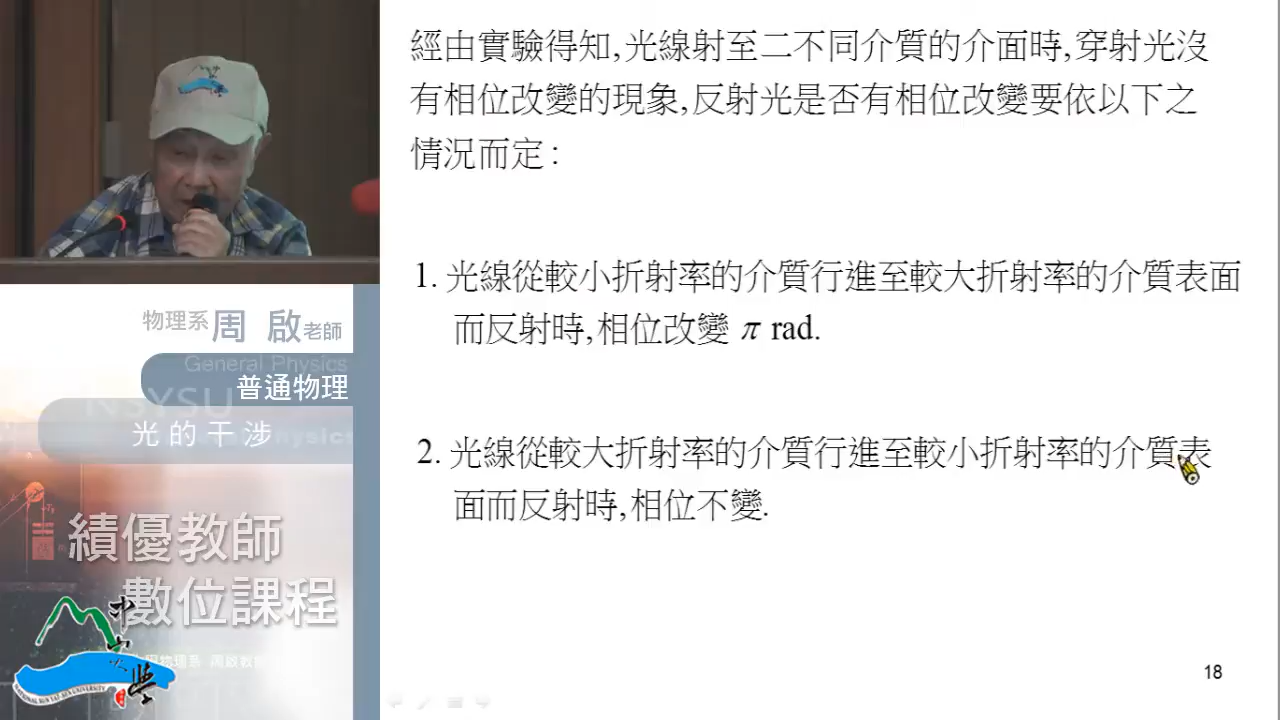 經由實驗得知,光線射至二不同介質的介面時,穿射光沒
有相位改變的現象,反射光是否有相位改變要依以下之
情況而定:
1. 光線從較小折射率的介質行進至較大折射率的介質表面
而反射時,相位改變 π rad.
2. 光線從較大折射率的介質行進至較小折射率的介質表
面而反射時,相位不變.
18
物理系周 啟老師
General Physics
普通物理
NSYSU
光的干涉
績優教師
數位課程
NATIONAL SUN YAT-SEN UNIVERSITY